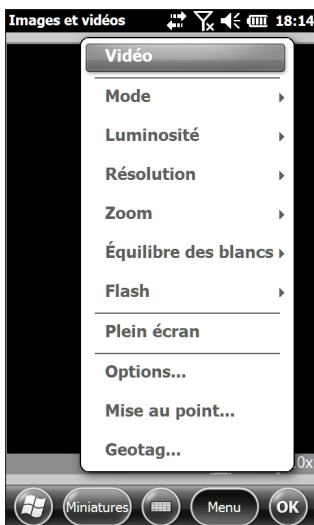 Images et vidéos 18:14
Vidéo
Mode
Luminosité
Résolution
Zoom
Équilibre des blancs
Flash
Plein écran
Options...
Mise au point...
Geotag...
.0x
Miniatures Menu OK